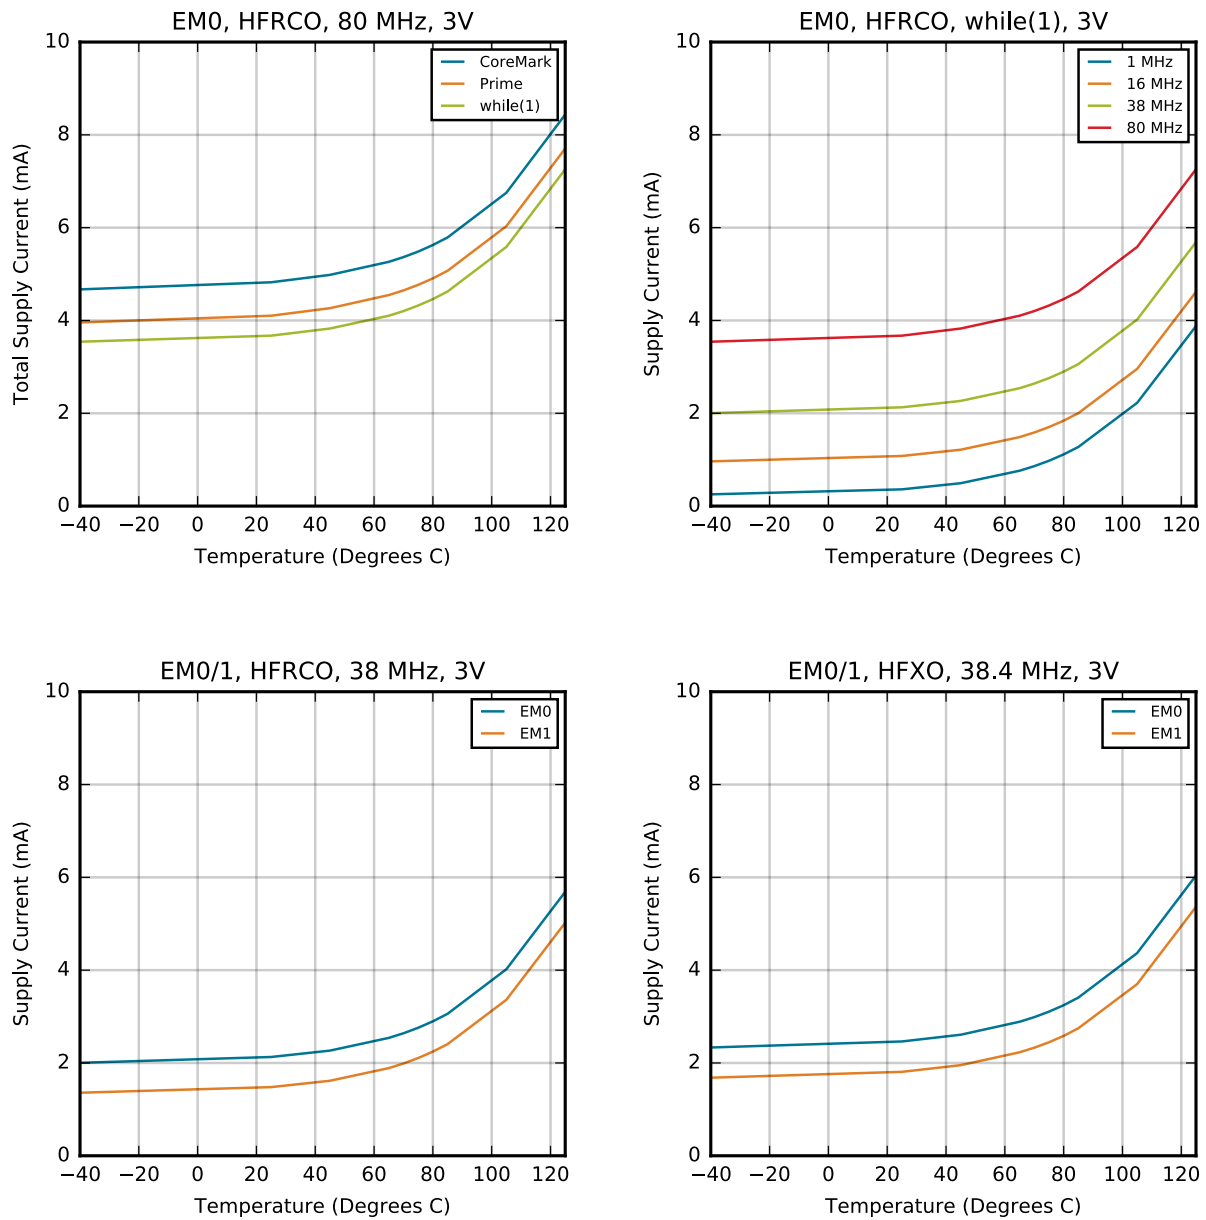 EM0, HFRCO, 80 MHz, 3V
10
8
6
4
2
0
Total Supply Current (mA)
CoreMark
Prime
while(1)
−40 −20 0 20 40 60 80 100 120
Temperature (Degrees C)
EM0, HFRCO, while(1), 3V
10
8
6
4
2
0
Supply Current (mA)
1 MHz
16 MHz
38 MHz
80 MHz
−40 −20 0 20 40 60 80 100 120
Temperature (Degrees C)
EM0/1, HFRCO, 38 MHz, 3V
10
8
6
4
2
0
Supply Current (mA)
EM0
EM1
−40 −20 0 20 40 60 80 100 120
Temperature (Degrees C)
EM0/1, HFXO, 38.4 MHz, 3V
10
8
6
4
2
0
Supply Current (mA)
EM0
EM1
−40 −20 0 20 40 60 80 100 120
Temperature (Degrees C)